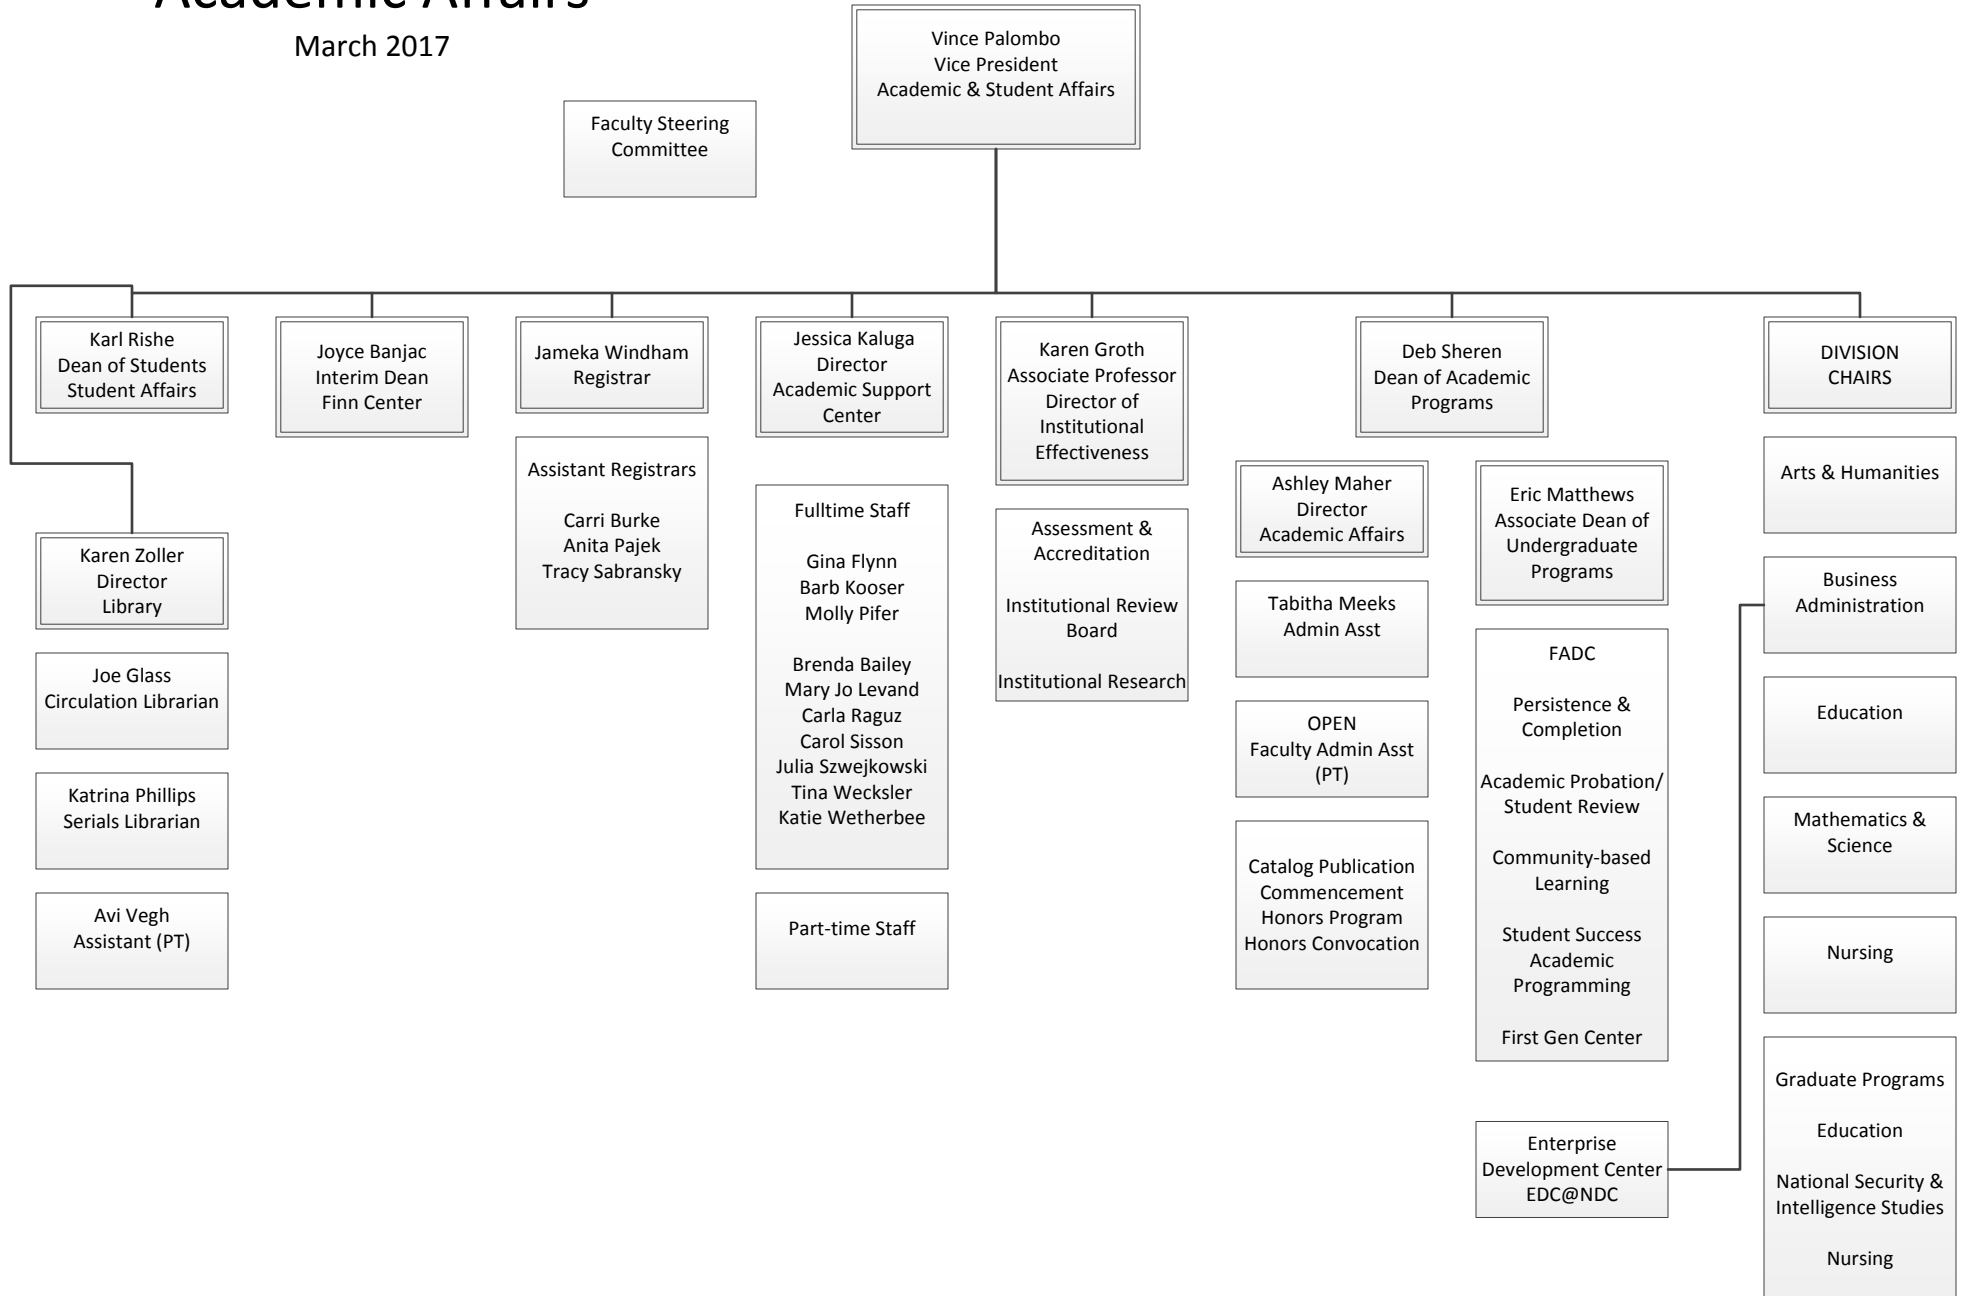 Academic Affairs
March 2017
Vince Palombo
Vice President
Academic & Student Affairs
Faculty Steering
Committee
Karl Rishe
Dean of Students
Student Affairs
Karen Zoller
Director
Library
Joe Glass
Circulation Librarian
Katrina Phillips
Serials Librarian
Avi Vegh
Assistant (PT)
Joyce Banjac
Interim Dean
Finn Center
Jameka Windham
Registrar
Assistant Registrars
Carri Burke
Anita Pajek
Tracy Sabransky
Jessica Kaluga
Director
Academic Support
Center
Fulltime Staff
Gina Flynn
Barb Kooser
Molly Pifer
Brenda Bailey
Mary Jo Levand
Carla Raguz
Carol Sisson
Julia Szwejkowski
Tina Wecksler
Katie Wetherbee
Part-time Staff
Karen Groth
Associate Professor
Director of
Institutional
Effectiveness
Assessment &
Accreditation
Institutional Review
Board
Institutional Research
Deb Sheren
Dean of Academic
Programs
Ashley Maher
Director
Academic Affairs
Tabitha Meeks
Admin Asst
OPEN
Faculty Admin Asst
(PT)
Catalog Publication
Commencement
Honors Program
Honors Convocation
Eric Matthews
Associate Dean of
Undergraduate
Programs
FADC
Persistence &
Completion
Academic Probation/
Student Review
Community-based
Learning
Student Success
Academic
Programming
First Gen Center
Enterprise
Development Center
EDC@NDC
DIVISION
CHAIRS
Arts & Humanities
Business
Administration
Education
Mathematics &
Science
Nursing
Graduate Programs
Education
National Security &
Intelligence Studies
Nursing